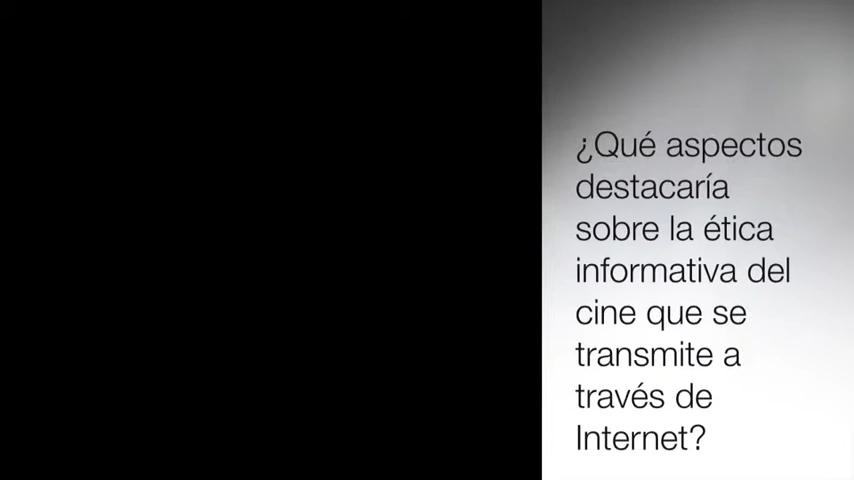 ¿Qué aspectos
destacaría
sobre la ética
informativa del
cine que se
transmite a
través de
Internet?